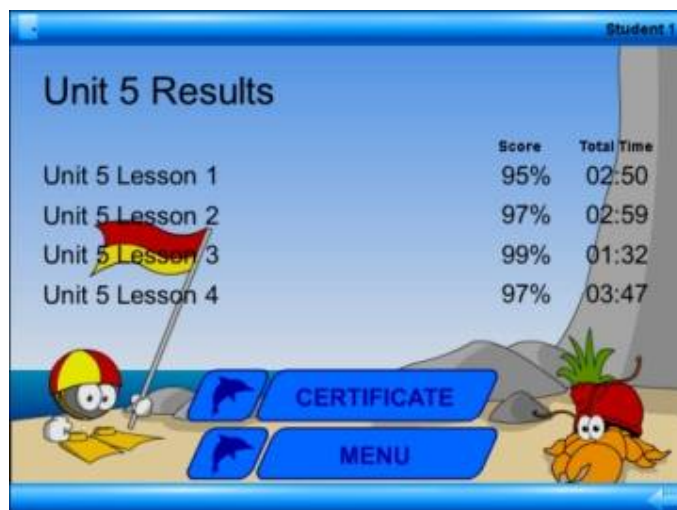 Student 1
Unit 5 Results
Score Total Time
Unit 5 Lesson 1 95% 02:50
Unit 5 Lesson 2 97% 02:59
Unit 5 Lesson 3 99% 01:32
Unit 5 Lesson 4 97% 03:47
CERTIFICATE
MENU